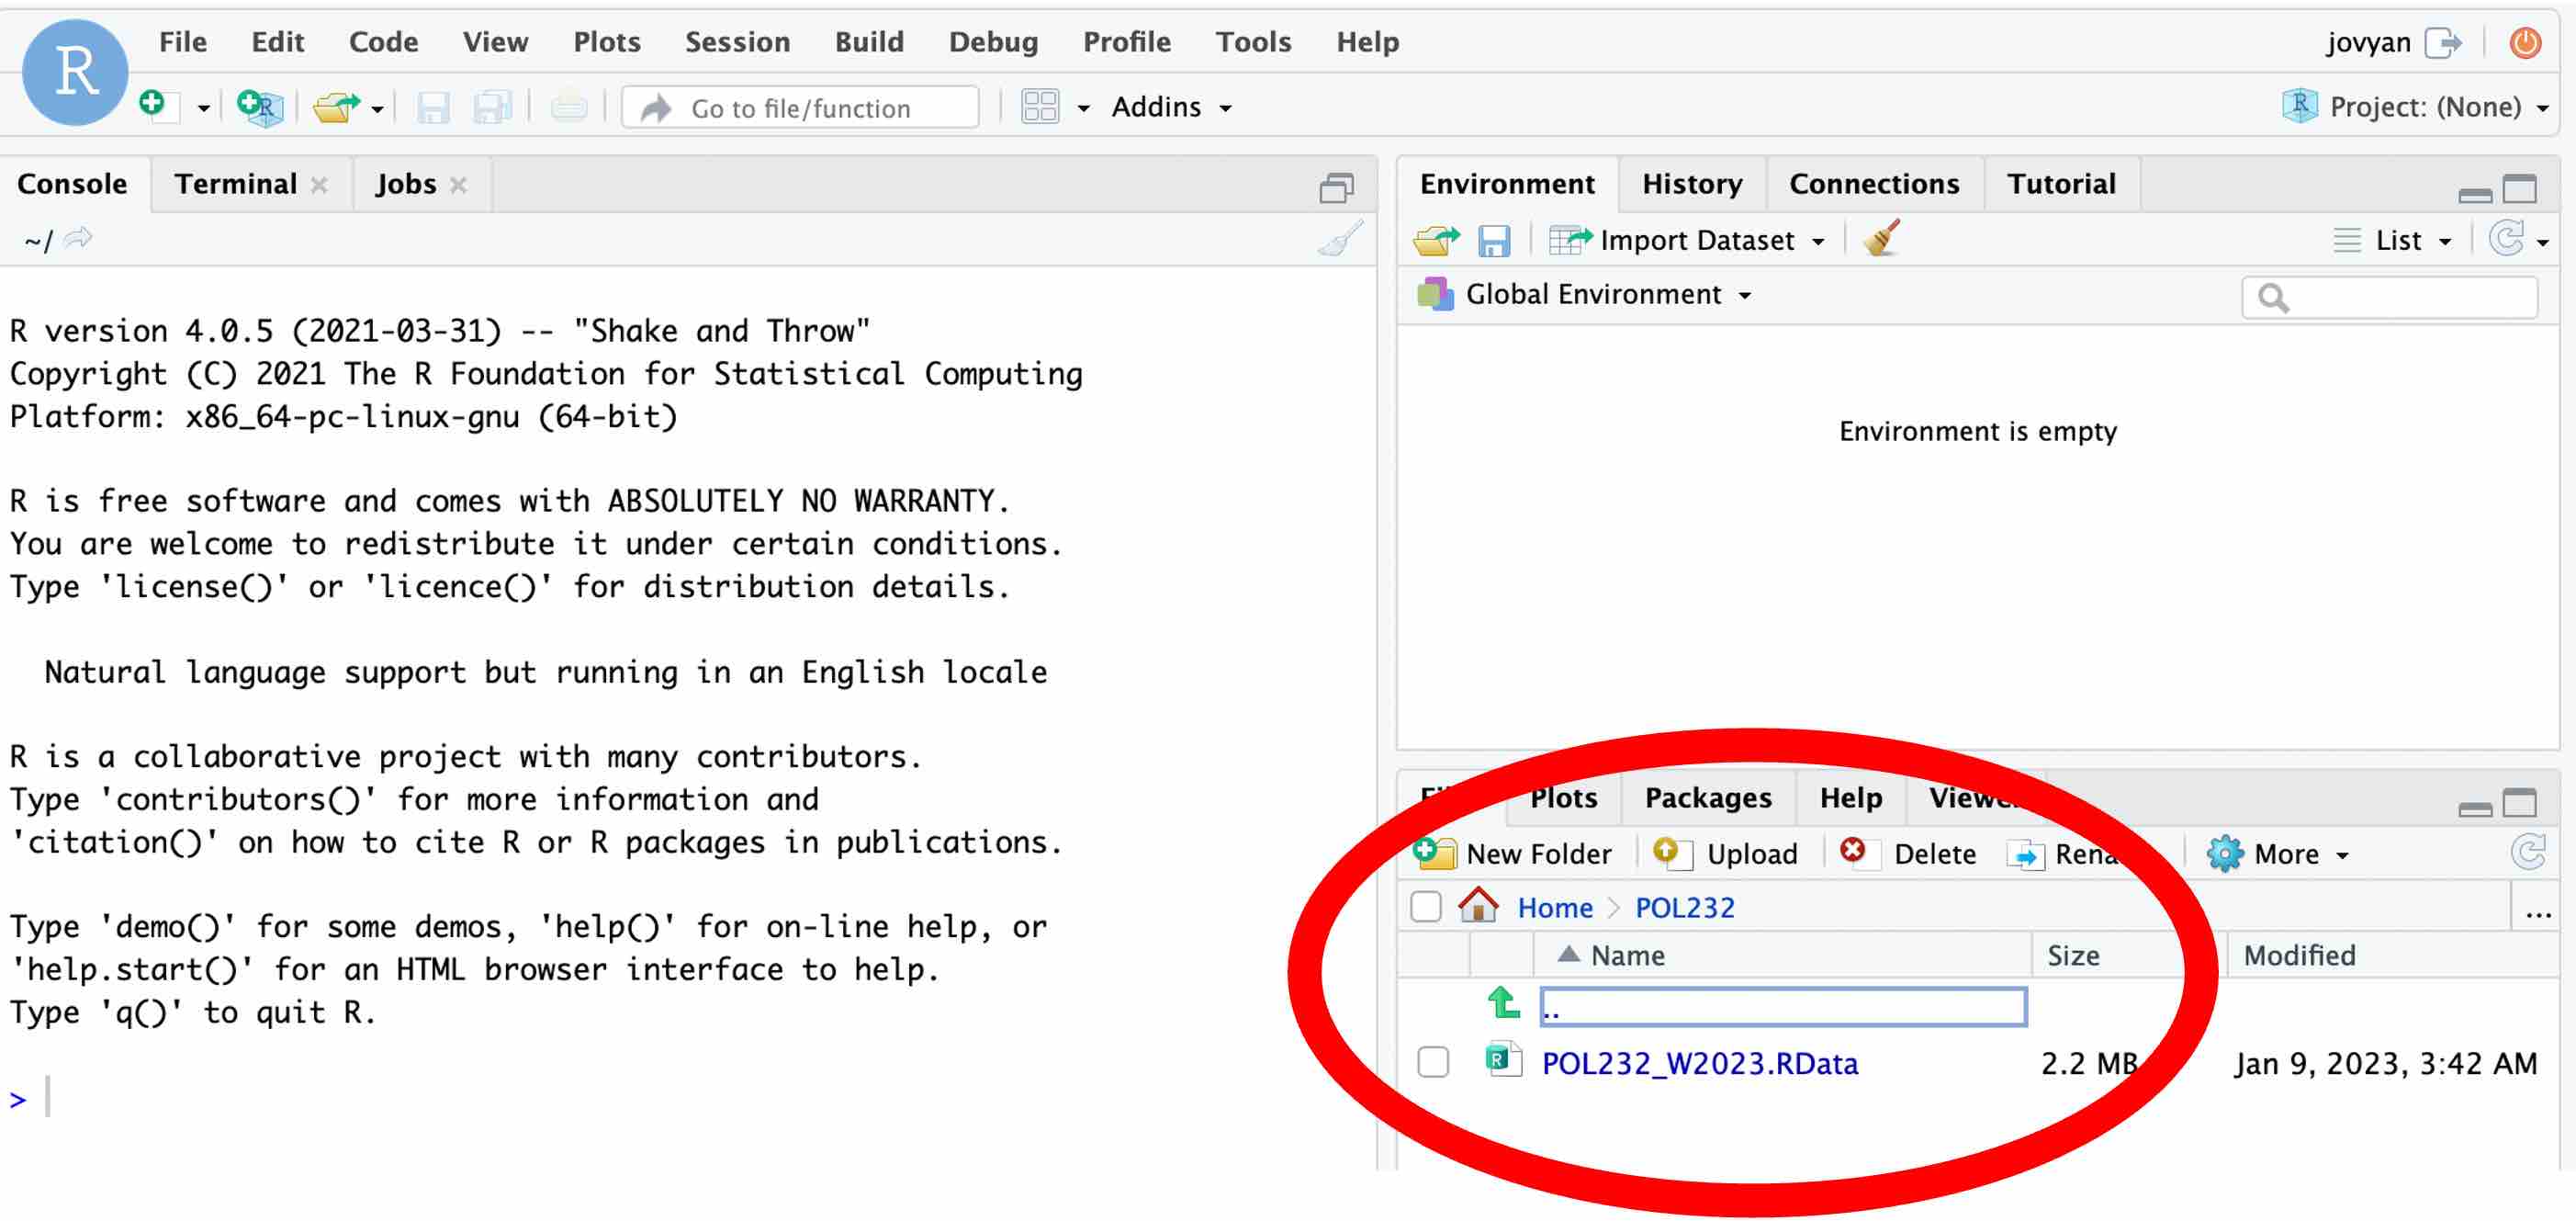 R
File Edit Code View Plots Session Build Debug Profile Tools Help
jovyan
R
Go to file/function
Addins
R Project: (None)
Console Terminal Jobs
~/
R version 4.0.5 (2021-03-31) -- "Shake and Throw"
Copyright (C) 2021 The R Foundation for Statistical Computing
Platform: x86_64-pc-linux-gnu (64-bit)
R is free software and comes with ABSOLUTELY NO WARRANTY.
You are welcome to redistribute it under certain conditions.
Type 'license()' or 'licence()' for distribution details.
Natural language support but running in an English locale
R is a collaborative project with many contributors.
Type 'contributors()' for more information and
'citation()' on how to cite R or R packages in publications.
Type 'demo()' for some demos, 'help()' for on-line help, or
'help.start()' for an HTML browser interface to help.
Type 'q()' to quit R.
>
Environment History Connections Tutorial
Import Dataset
List
Global Environment
Environment is empty
Plots Packages Help
New Folder Upload Delete More
Home > POL232
...
Name Size Modified
..
R POL232_W2023.RData 2.2 MB Jan 9, 2023, 3:42 AM